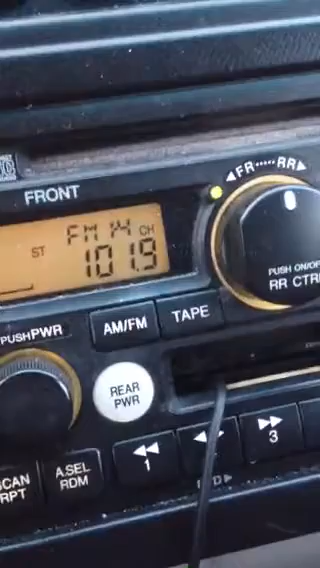 ◀FR·····RR▶
FRONT
FM 14 CH
ST 101.9
PUSH ON/OFF
RR CTRL
PUSH PWR
AM/FM
TAPE
REAR
PWR
◀◀ 1
▶▶ 3
SCAN
RPT
A.SEL
RDM